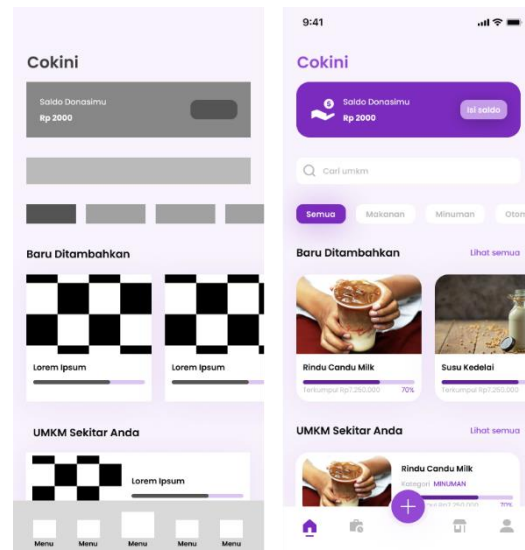 Cokini
Saldo Donasimu
Rp 2000
Baru Ditambahkan
Lorem Ipsum
Lorem Ipsum
UMKM Sekitar Anda
Lorem Ipsum
Menu
Menu
Menu
Menu
Menu
9:41
Cokini
Saldo Donasimu
Rp 2000
Isi saldo
Cari umkm
Semua
Makanan
Minuman
Otom
Baru Ditambahkan
Lihat semua
Rindu Candu Milk
Terkumpul Rp7.250.000
70%
Susu Kedelai
Terkumpul Rp7.250.000
UMKM Sekitar Anda
Lihat semua
Rindu Candu Milk
Kategori MINUMAN
70%